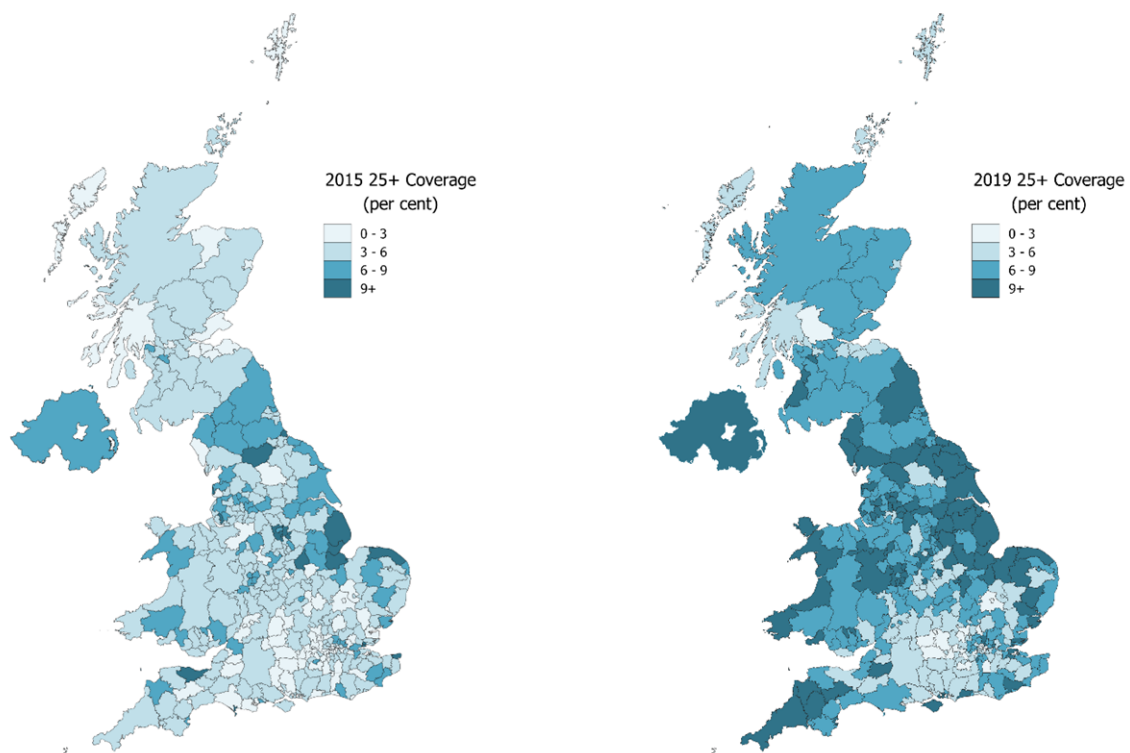 2015 25+ Coverage
(per cent)
0 - 3
3 - 6
6 - 9
9+
2019 25+ Coverage
(per cent)
0 - 3
3 - 6
6 - 9
9+